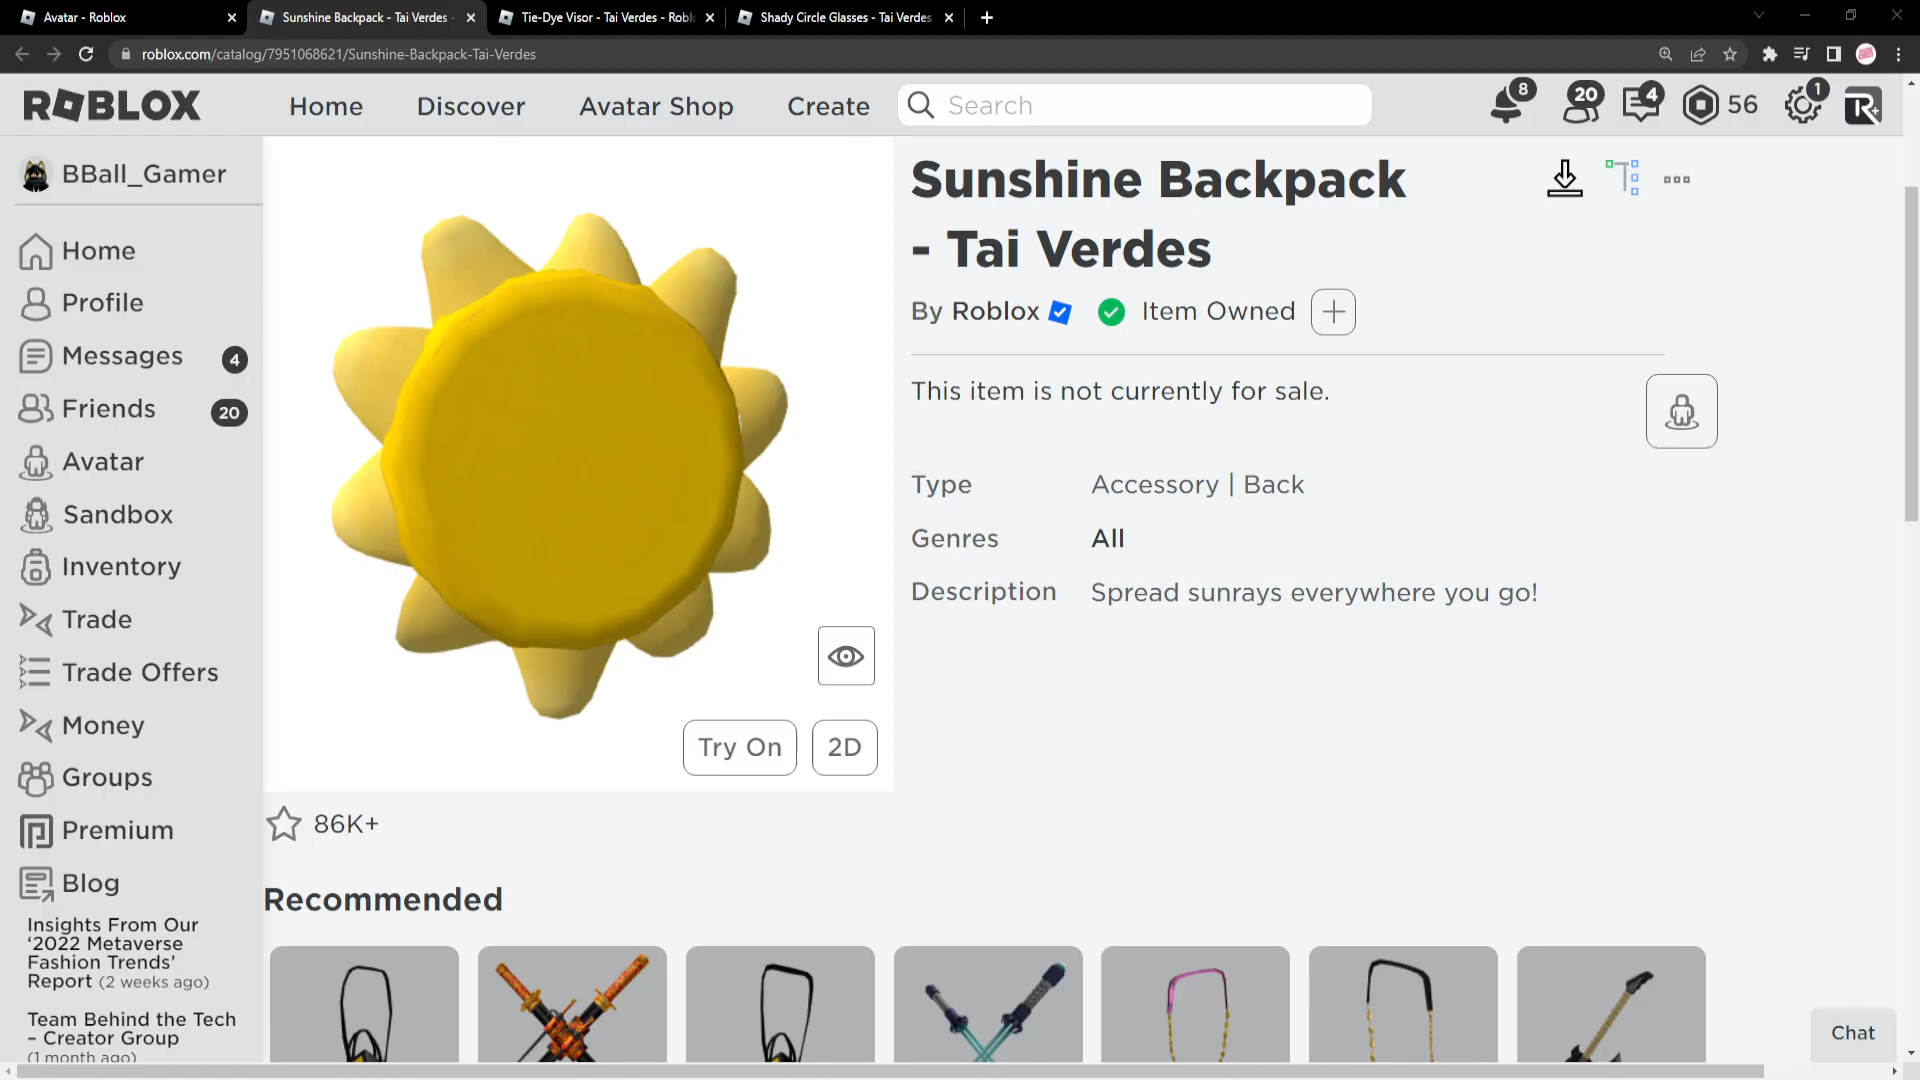 Avatar - Roblox
Sunshine Backpack - Tai Verdes -
Tie-Dye Visor - Tai Verdes - Robl
Shady Circle Glasses - Tai Verdes
roblox.com/catalog/7951068621/Sunshine-Backpack-Tai-Verdes
ROBLOX
Home
Discover
Avatar Shop
Create
Search
8
20
4
56
1
BBall_Gamer
Home
Profile
Messages 4
Friends 20
Avatar
Sandbox
Inventory
Trade
Trade Offers
Money
Groups
Premium
Blog
Insights From Our
‘2022 Metaverse
Fashion Trends’
Report (2 weeks ago)
Team Behind the Tech
– Creator Group
(1 month ago)
Try On
2D
86K+
Sunshine Backpack
- Tai Verdes
By Roblox Item Owned
This item is not currently for sale.
Type Accessory | Back
Genres All
Description Spread sunrays everywhere you go!
Recommended
Chat